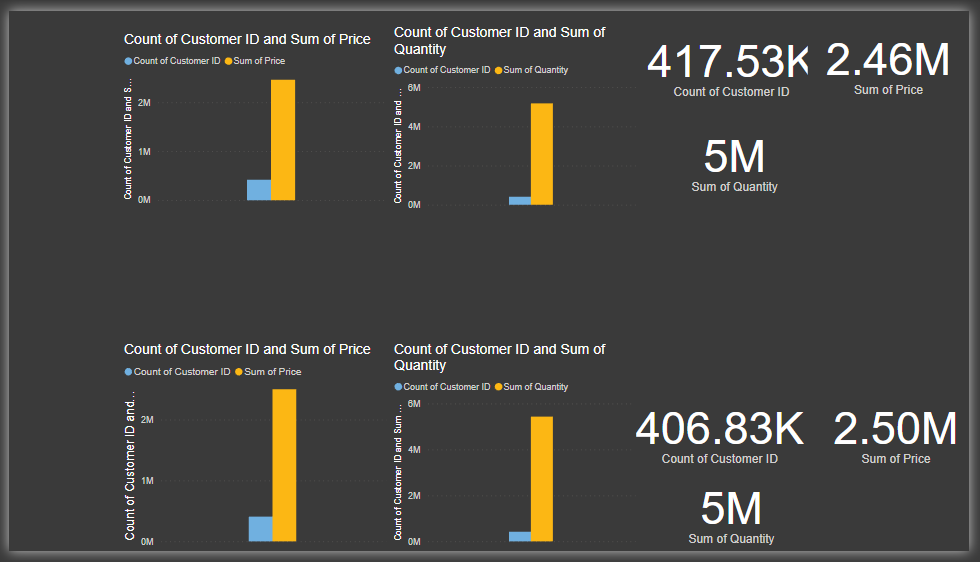 Count of Customer ID and Sum of Price
Count of Customer ID Sum of Price
Count of Customer ID and S...
2M
1M
0M
Count of Customer ID and Sum of
Quantity
Count of Customer ID Sum of Quantity
Count of Customer ID and ...
6M
4M
2M
0M
417.53K
Count of Customer ID
2.46M
Sum of Price
5M
Sum of Quantity
Count of Customer ID and Sum of Price
Count of Customer ID Sum of Price
Count of Customer ID and...
2M
1M
0M
Count of Customer ID and Sum of
Quantity
Count of Customer ID Sum of Quantity
Count of Customer ID and Sum ...
6M
4M
2M
0M
406.83K
Count of Customer ID
2.50M
Sum of Price
5M
Sum of Quantity